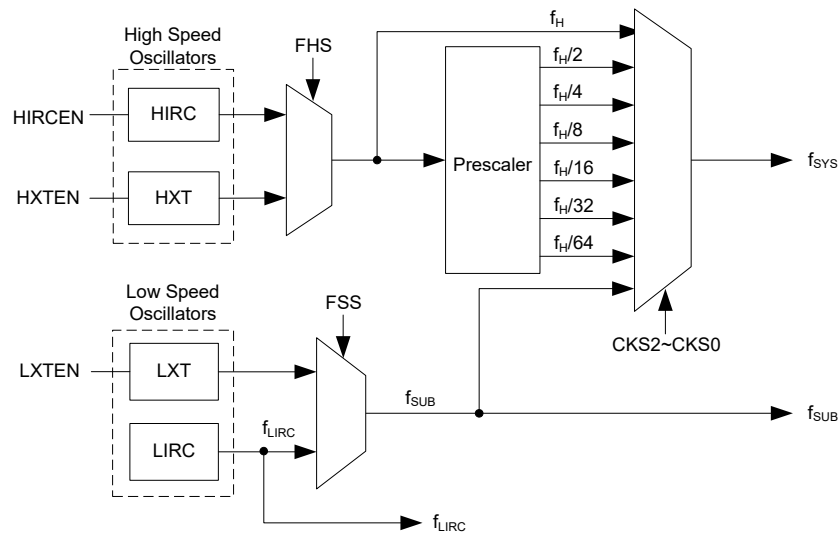 High Speed
Oscillators
FHS
f_H
HIRCEN
HIRC
HXTEN
HXT
Prescaler
f_H/2
f_H/4
f_H/8
f_H/16
f_H/32
f_H/64
f_SYS
CKS2~CKS0
Low Speed
Oscillators
FSS
LXTEN
LXT
LIRC
f_LIRC
f_SUB
f_SUB
f_LIRC